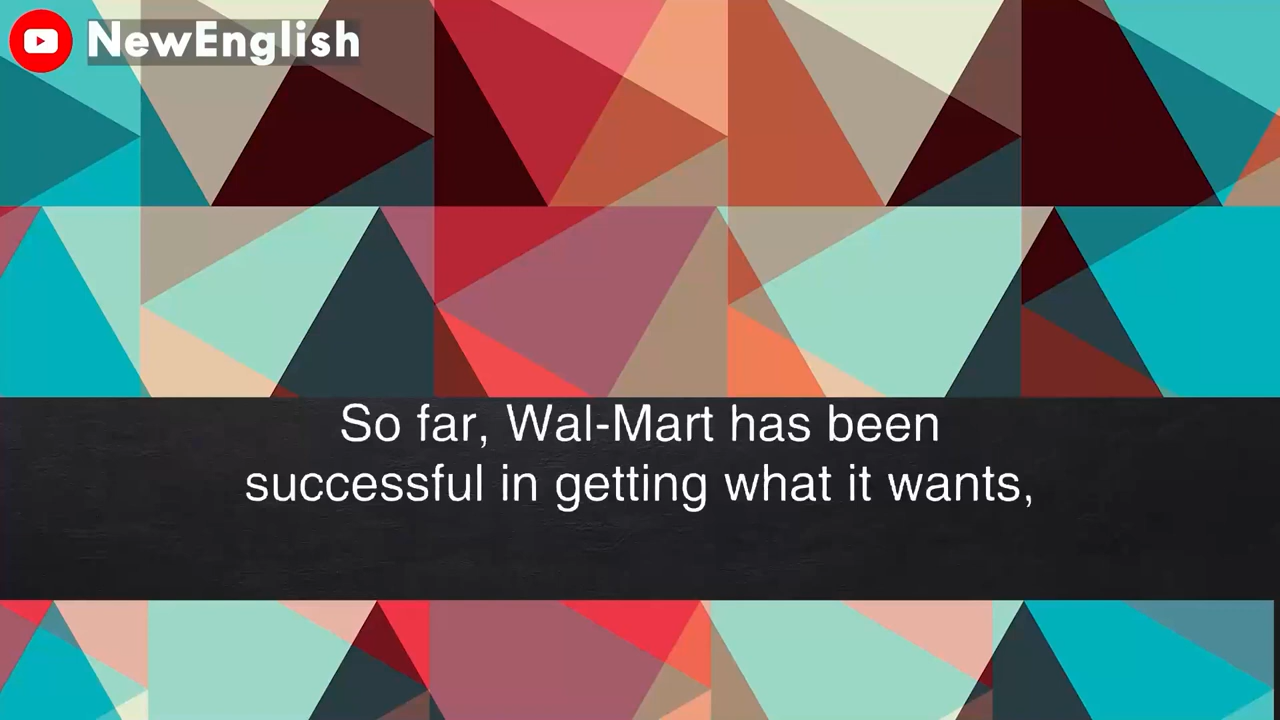 NewEnglish
So far, Wal-Mart has been
successful in getting what it wants,